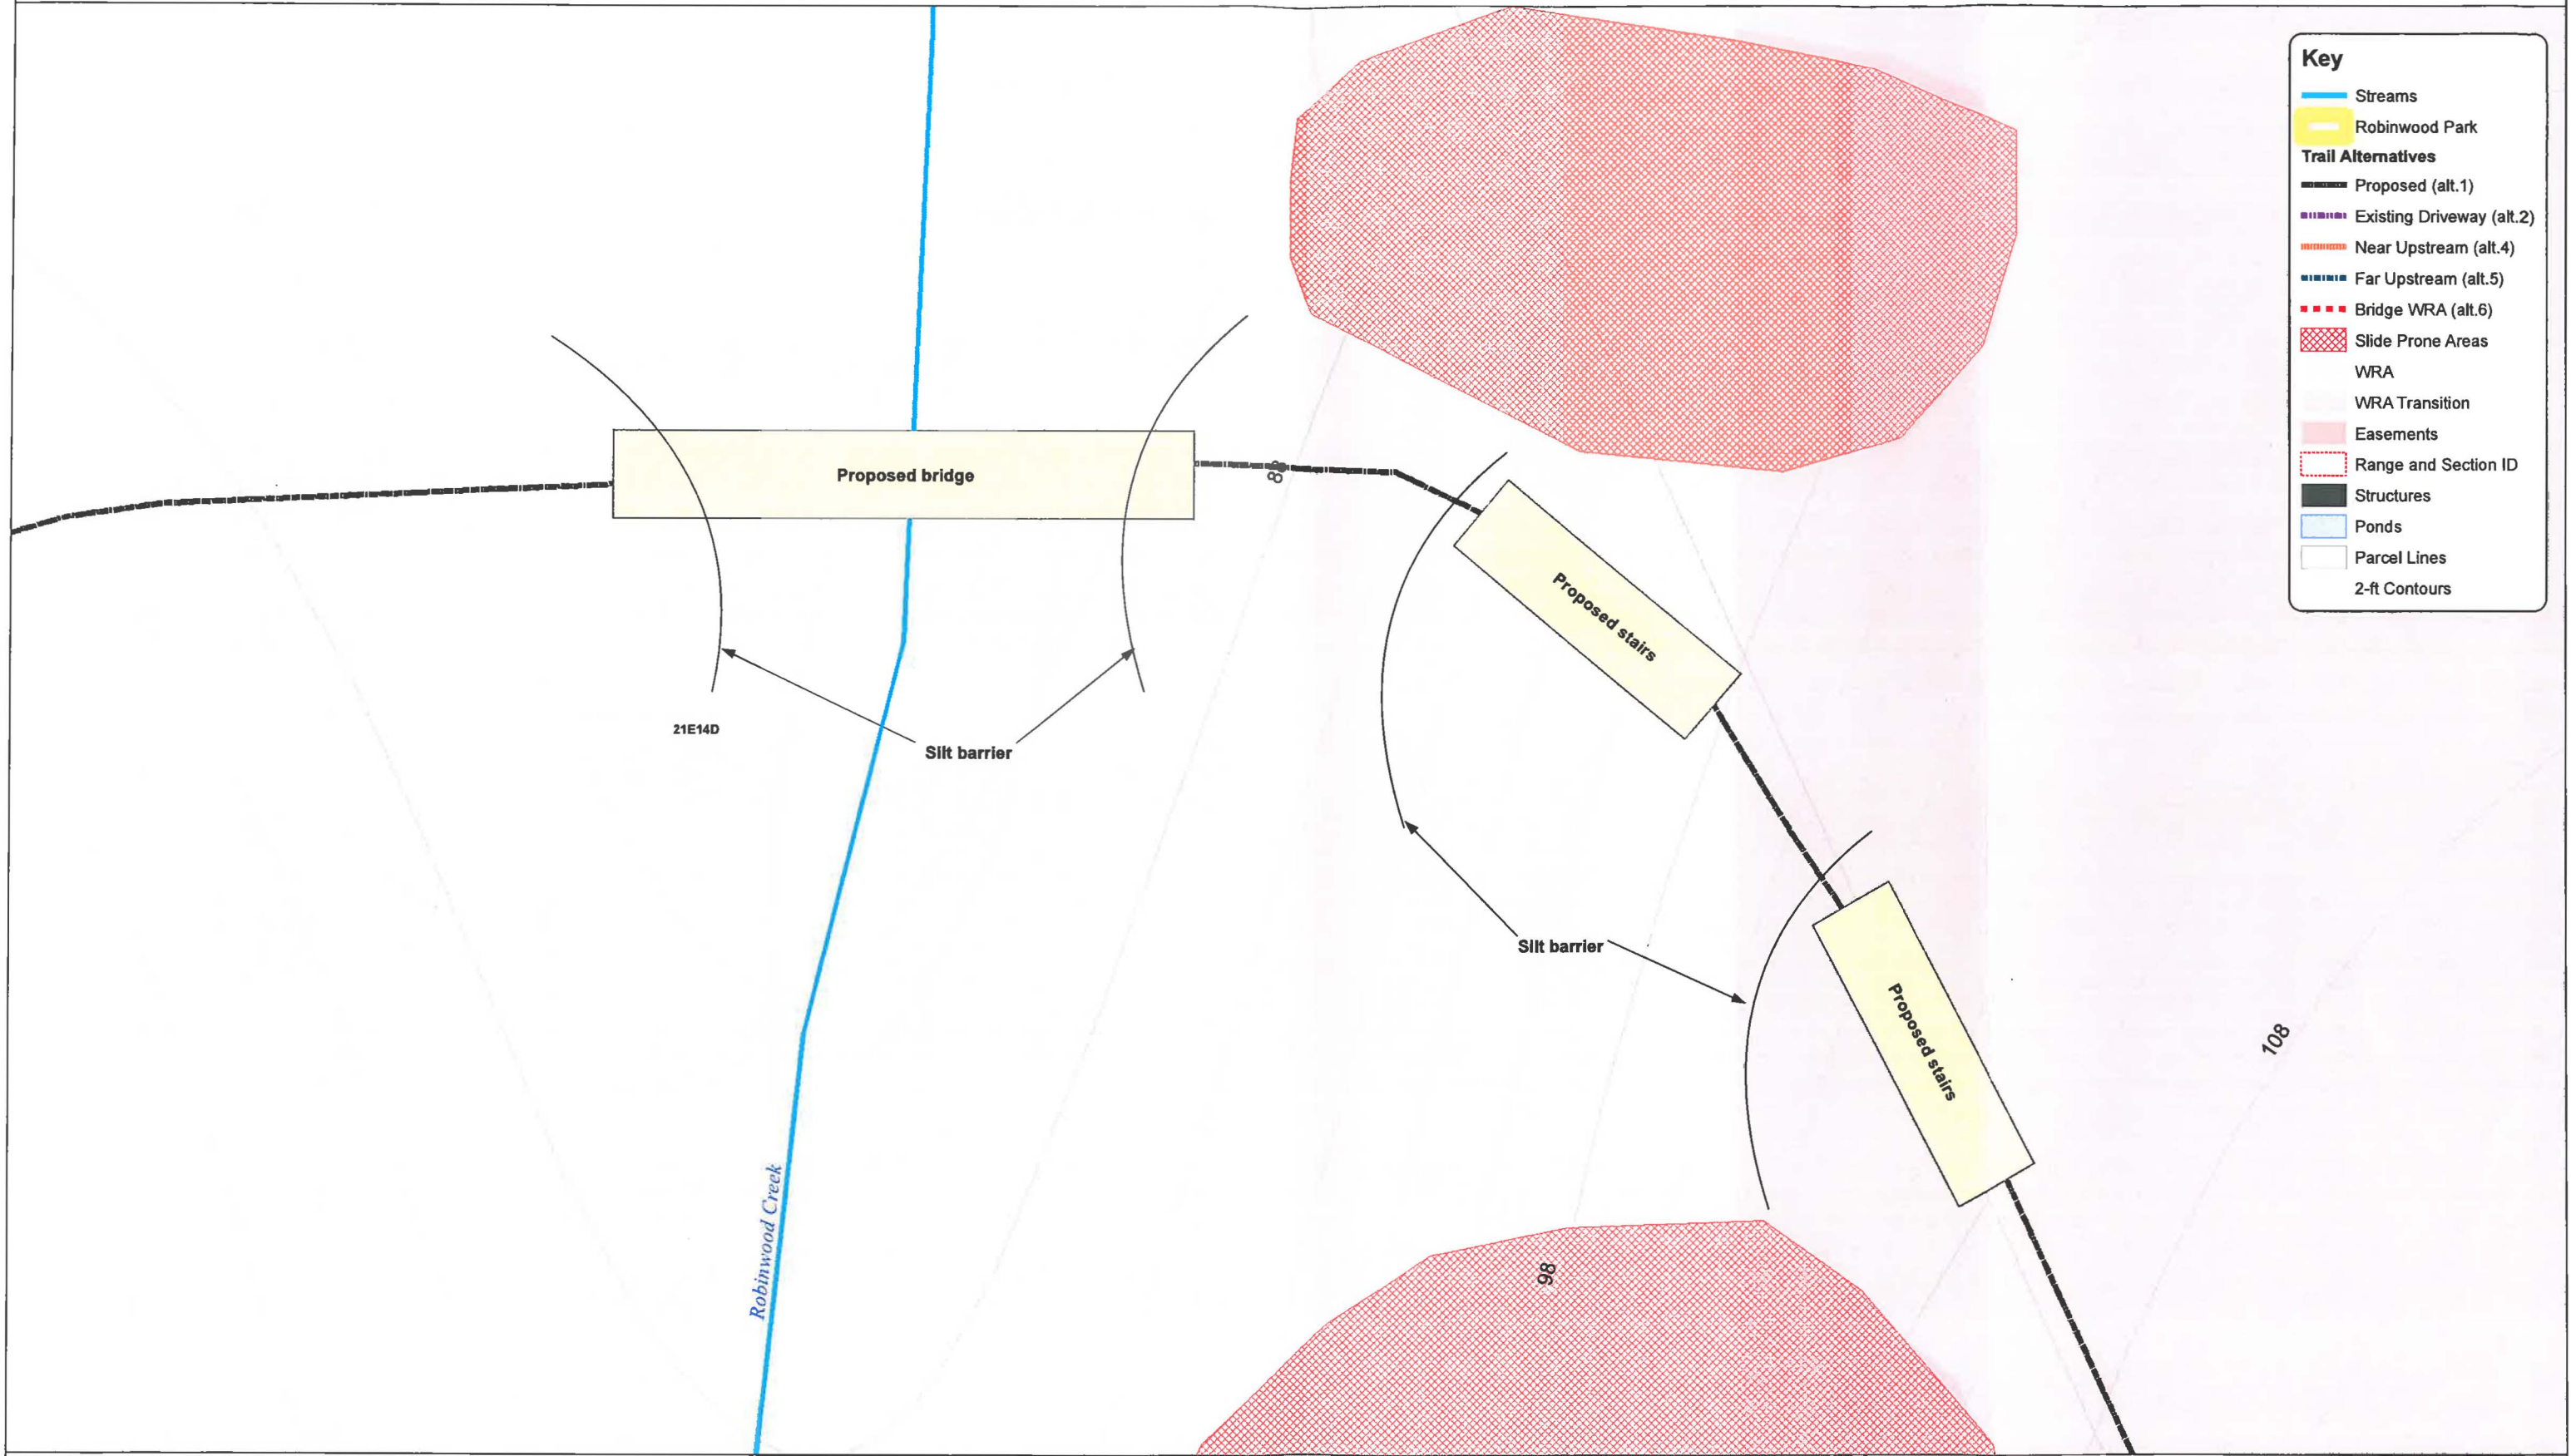 Key
Streams
Robinwood Park
Trail Alternatives
Proposed (alt.1)
Existing Driveway (alt.2)
Near Upstream (alt.4)
Far Upstream (alt.5)
Bridge WRA (alt.6)
Slide Prone Areas
WRA
WRA Transition
Easements
Range and Section ID
Structures
Ponds
Parcel Lines
2-ft Contours
Proposed bridge
88
Proposed stairs
21E14D
Silt barrier
Silt barrier
Proposed stairs
108
Robinwood Creek
98